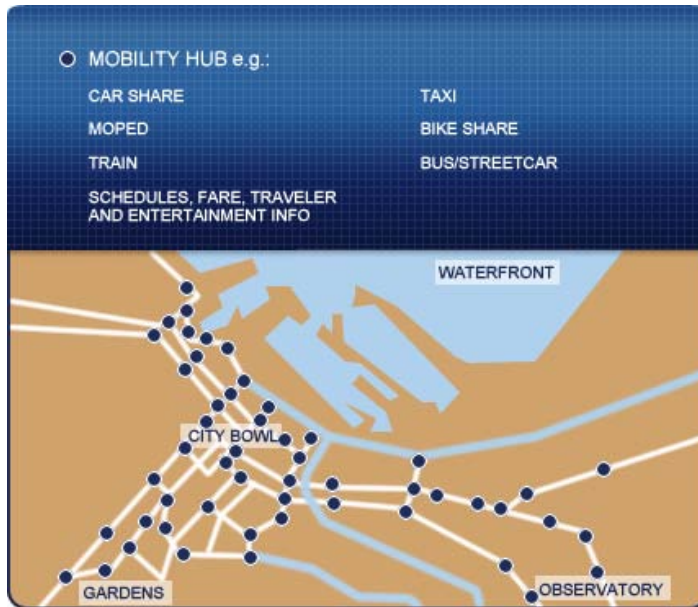 MOBILITY HUB e.g.:
CAR SHARE
TAXI
MOPED
BIKE SHARE
TRAIN
BUS/STREETCAR
SCHEDULES, FARE, TRAVELER
AND ENTERTAINMENT INFO
WATERFRONT
CITY BOWL
GARDENS
OBSERVATORY